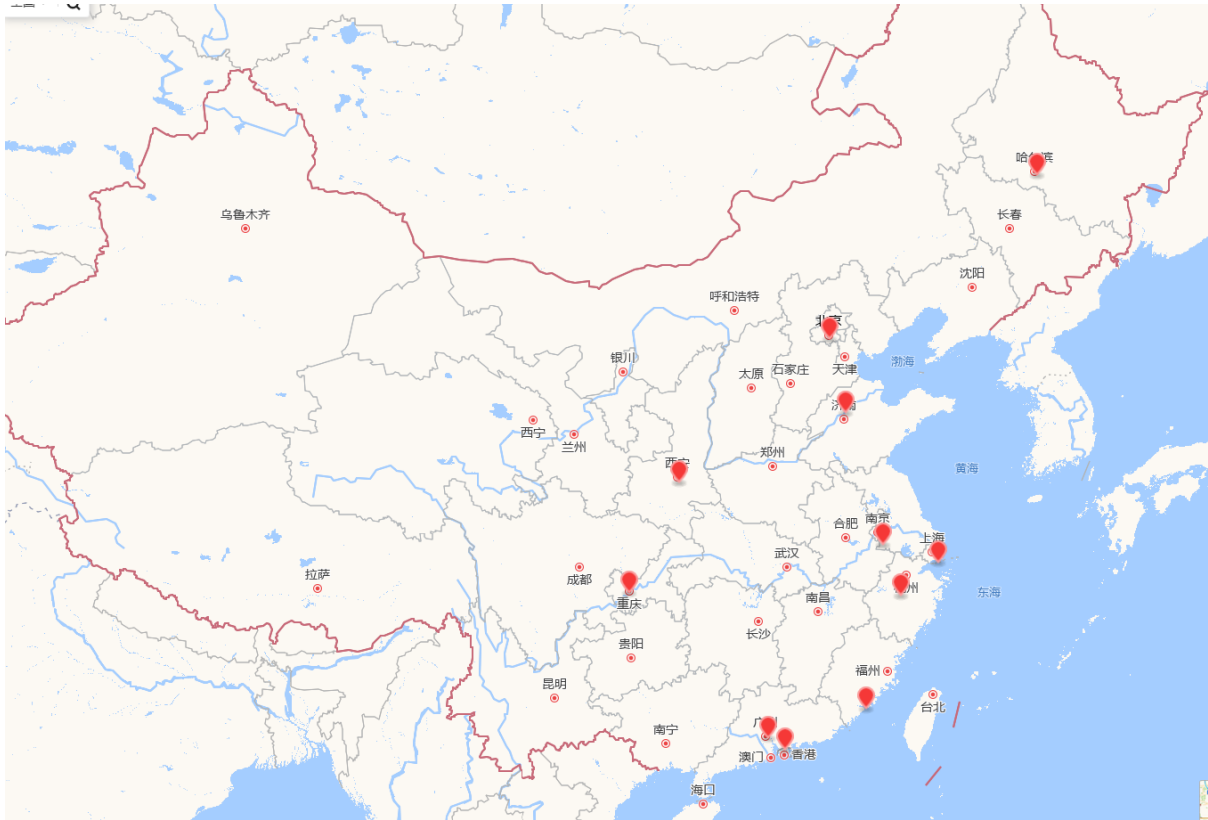 哈尔滨
乌鲁木齐
长春
沈阳
呼和浩特
北京
银川
渤海
天津
太原
石家庄
济南
西宁
兰州
郑州
西安
黄海
南京
合肥
上海
武汉
成都
拉萨
杭州
东海
重庆
南昌
长沙
贵阳
福州
昆明
台北
广州
南宁
澳门
香港
海口